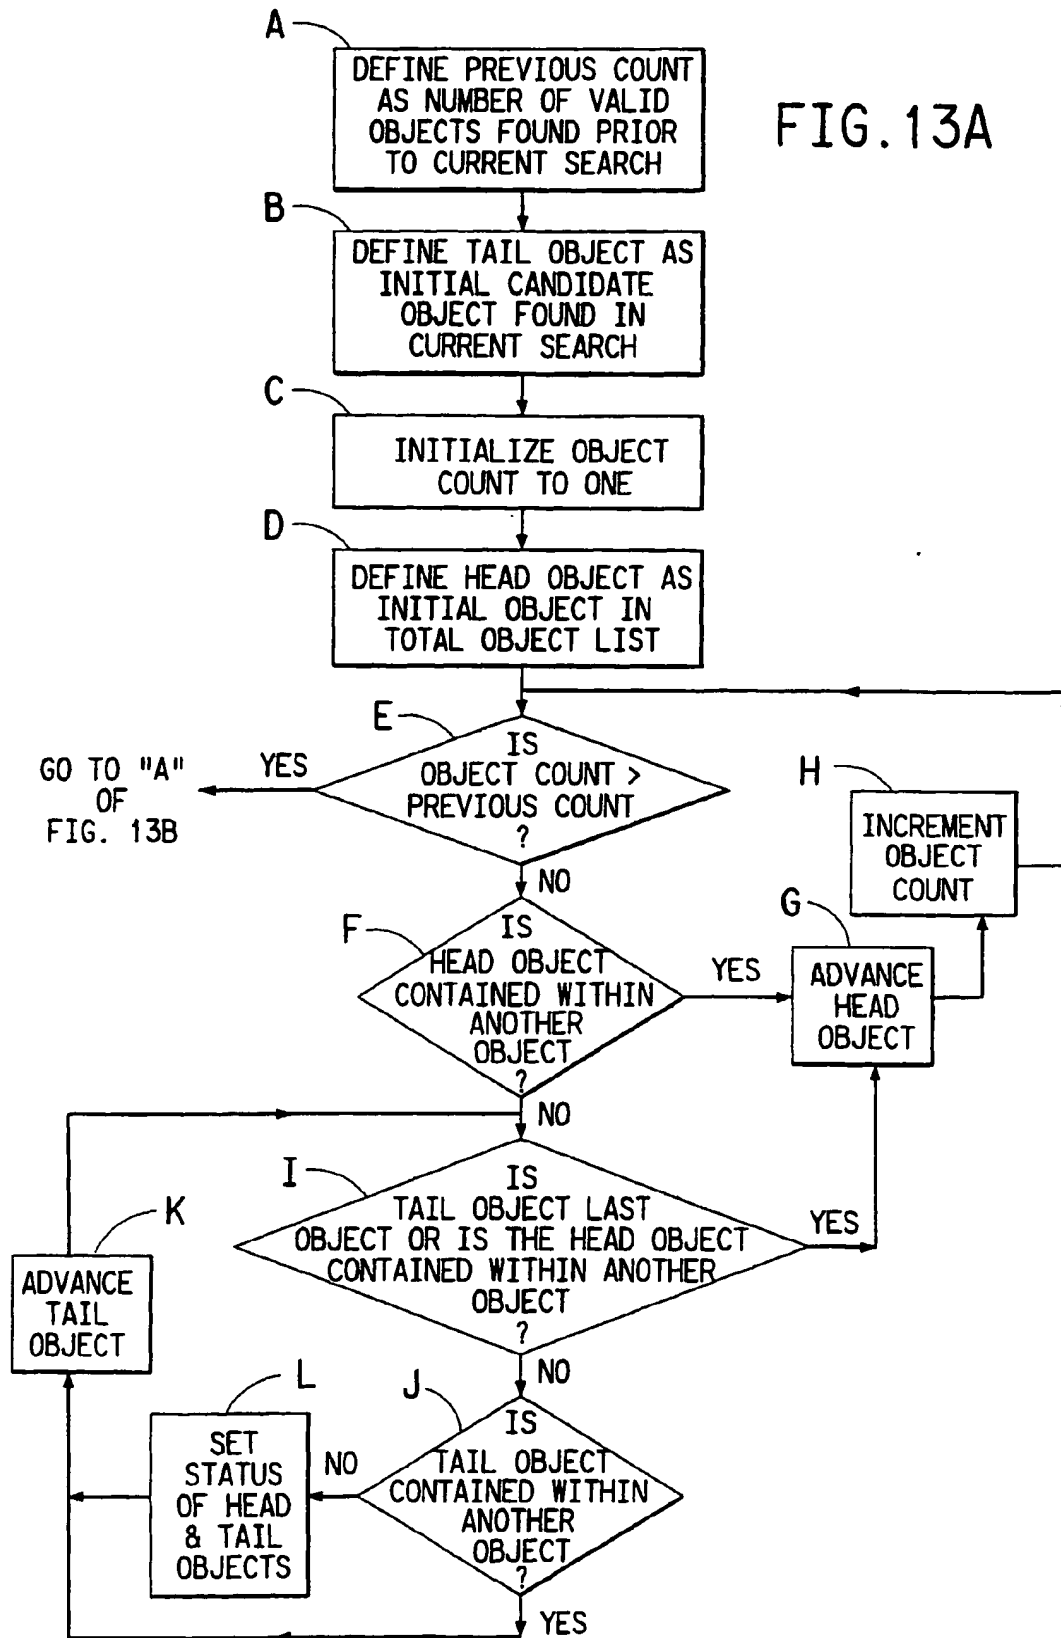 A
DEFINE PREVIOUS COUNT
AS NUMBER OF VALID
OBJECTS FOUND PRIOR
TO CURRENT SEARCH
FIG.13A
B
DEFINE TAIL OBJECT AS
INITIAL CANDIDATE
OBJECT FOUND IN
CURRENT SEARCH
C
INITIALIZE OBJECT
COUNT TO ONE
D
DEFINE HEAD OBJECT AS
INITIAL OBJECT IN
TOTAL OBJECT LIST
E
IS
OBJECT COUNT >
PREVIOUS COUNT
?
YES
GO TO "A"
OF
FIG. 13B
NO
H
INCREMENT
OBJECT
COUNT
F
IS
HEAD OBJECT
CONTAINED WITHIN
ANOTHER
OBJECT
?
YES
G
ADVANCE
HEAD
OBJECT
NO
I
IS
TAIL OBJECT LAST
OBJECT OR IS THE HEAD OBJECT
CONTAINED WITHIN ANOTHER
OBJECT
?
YES
K
ADVANCE
TAIL
OBJECT
NO
L
SET
STATUS
OF HEAD
& TAIL
OBJECTS
J
IS
TAIL OBJECT
CONTAINED WITHIN
ANOTHER
OBJECT
?
NO
YES